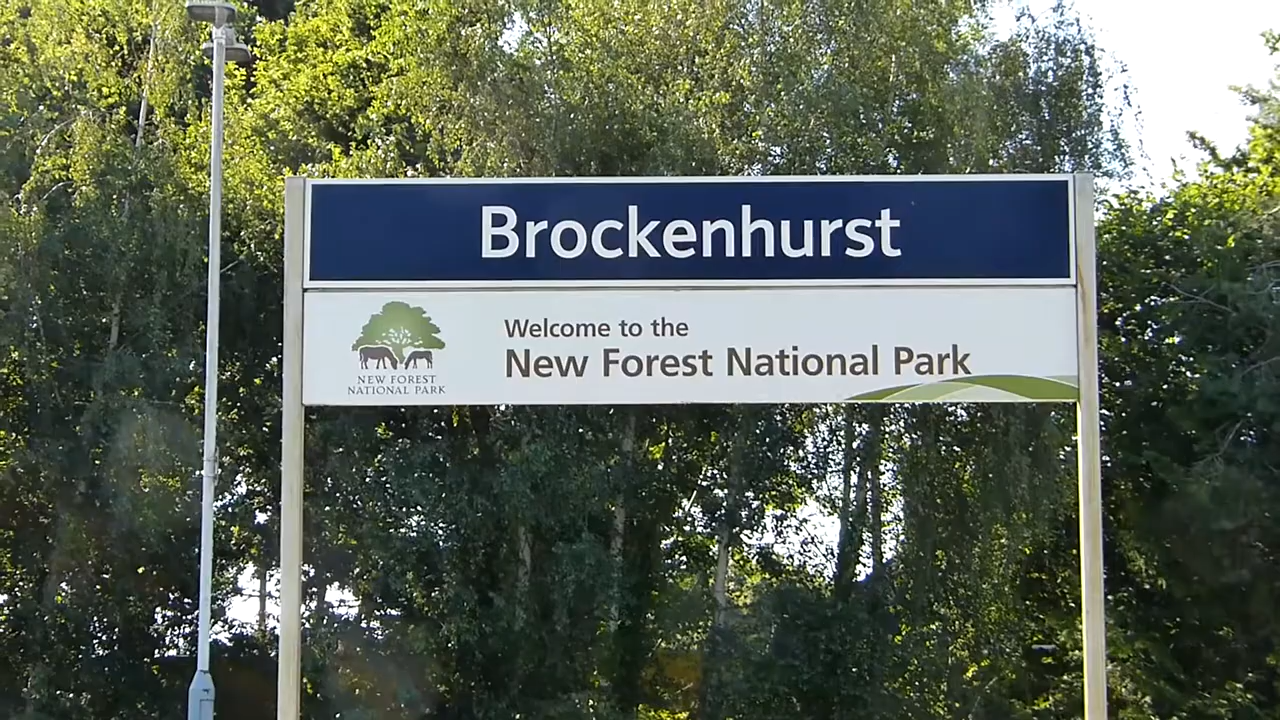 Brockenhurst
Welcome to the
New Forest National Park
NEW FOREST
NATIONAL PARK